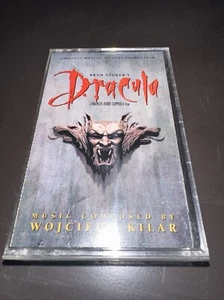 ORIGINAL MOTION PICTURE SOUNDTRACK
BRAM STOKER'S
Dracula
A FRANCIS FORD COPPOLA FILM
MUSIC COMPOSED BY
WOJCIECH KILAR